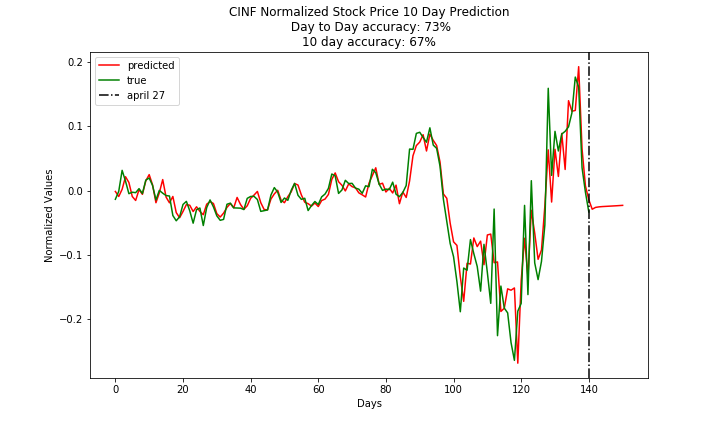 CINF Normalized Stock Price 10 Day Prediction
Day to Day accuracy: 73%
10 day accuracy: 67%
predicted
true
april 27
Normalized Values
0.2
0.1
0.0
−0.1
−0.2
0 20 40 60 80 100 120 140
Days